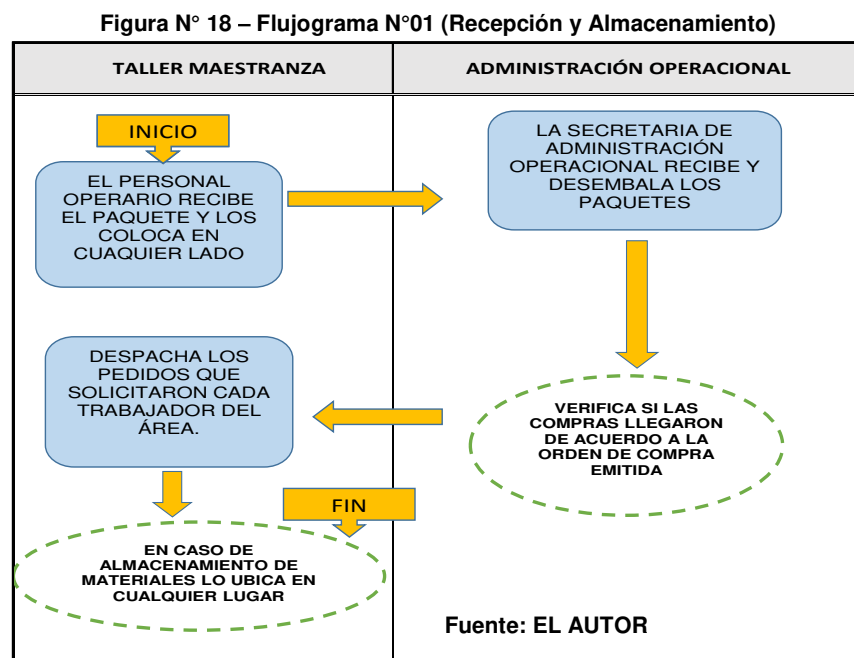 Figura N° 18 – Flujograma N°01 (Recepción y Almacenamiento)
TALLER MAESTRANZA
ADMINISTRACIÓN OPERACIONAL
INICIO
EL PERSONAL
OPERARIO RECIBE
EL PAQUETE Y LOS
COLOCA EN
CUAQUIER LADO
LA SECRETARIA DE
ADMINISTRACIÓN
OPERACIONAL RECIBE Y
DESEMBALA LOS
PAQUETES
VERIFICA SI LAS
COMPRAS LLEGARON
DE ACUERDO A LA
ORDEN DE COMPRA
EMITIDA
DESPACHA LOS
PEDIDOS QUE
SOLICITARON CADA
TRABAJADOR DEL
ÁREA.
FIN
EN CASO DE
ALMACENAMIENTO DE
MATERIALES LO UBICA EN
CUALQUIER LUGAR
Fuente: EL AUTOR